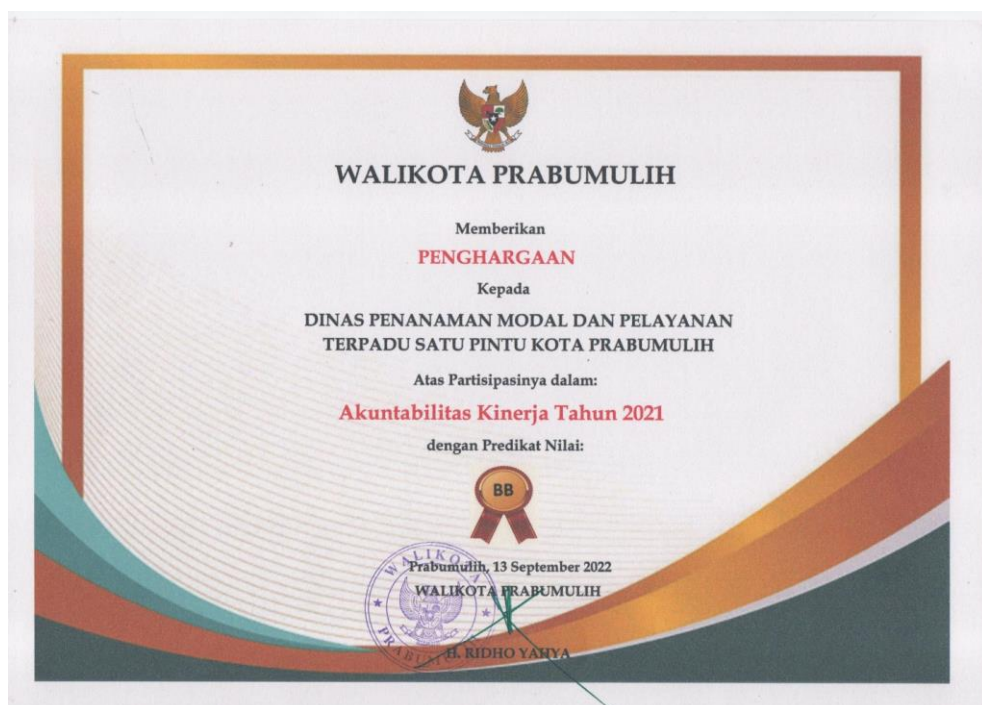 WALIKOTA PRABUMULIH
Memberikan
PENGHARGAAN
Kepada
DINAS PENANAMAN MODAL DAN PELAYANAN
TERPADU SATU PINTU KOTA PRABUMULIH
Atas Partisipasinya dalam:
Akuntabilitas Kinerja Tahun 2021
dengan Predikat Nilai:
BB
Prabumulih, 13 September 2022
WALIKOTA PRABUMULIH
H. RIDHO YAHYA
WALIKOTA